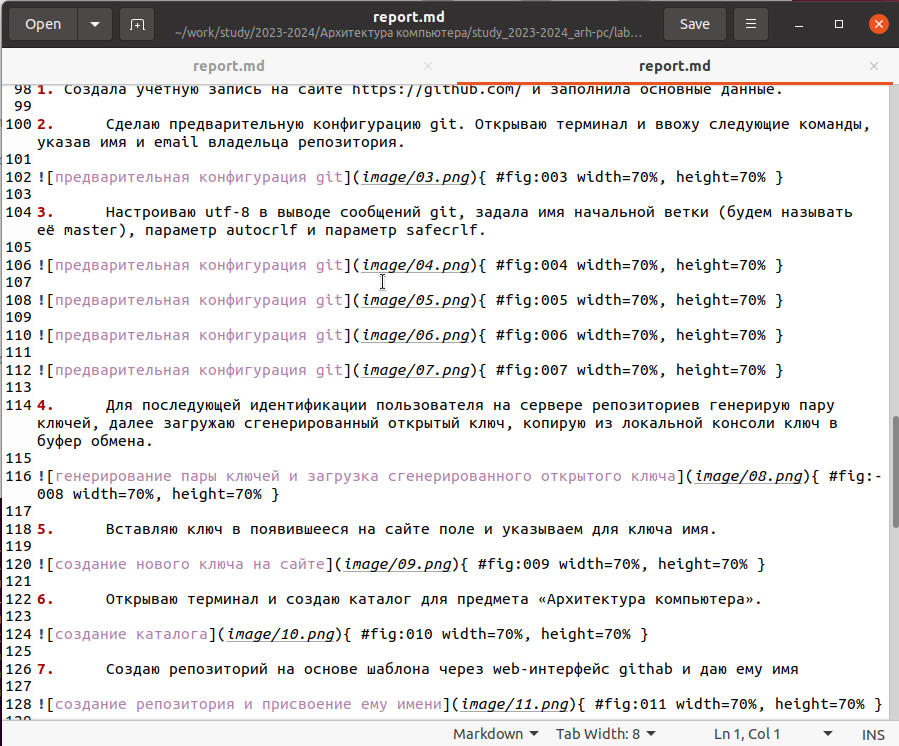 Open
report.md
~/work/study/2023-2024/Архитектура компьютера/study_2023-2024_arh-pc/lab...
Save
report.md
report.md
98 1. Создала учётную запись на сайте https://github.com/ и заполнила основные данные.
99
100 2. Сделаю предварительную конфигурацию git. Открываю терминал и ввожу следующие команды,
указав имя и email владельца репозитория.
101
102 ![предварительная конфигурация git](image/03.png){ #fig:003 width=70%, height=70% }
103
104 3. Настроиваю utf-8 в выводе сообщений git, задала имя начальной ветки (будем называть
её master), параметр autocrlf и параметр safecrlf.
105
106 ![предварительная конфигурация git](image/04.png){ #fig:004 width=70%, height=70% }
107
108 ![предварительная конфигурация git](image/05.png){ #fig:005 width=70%, height=70% }
109
110 ![предварительная конфигурация git](image/06.png){ #fig:006 width=70%, height=70% }
111
112 ![предварительная конфигурация git](image/07.png){ #fig:007 width=70%, height=70% }
113
114 4. Для последующей идентификации пользователя на сервере репозиториев генерирую пару
ключей, далее загружаю сгенерированный открытый ключ, копирую из локальной консоли ключ в
буфер обмена.
115
116 ![генерирование пары ключей и загрузка сгенерированного открытого ключа](image/08.png){ #fig:-
008 width=70%, height=70% }
117
118 5. Вставляю ключ в появившееся на сайте поле и указываем для ключа имя.
119
120 ![создание нового ключа на сайте](image/09.png){ #fig:009 width=70%, height=70% }
121
122 6. Открываю терминал и создаю каталог для предмета «Архитектура компьютера».
123
124 ![создание каталога](image/10.png){ #fig:010 width=70%, height=70% }
125
126 7. Создаю репозиторий на основе шаблона через web-интерфейс githab и даю ему имя
127
128 ![создание репозитория и присвоение ему имени](image/11.png){ #fig:011 width=70%, height=70% }
Markdown Tab Width: 8 Ln 1, Col 1 INS